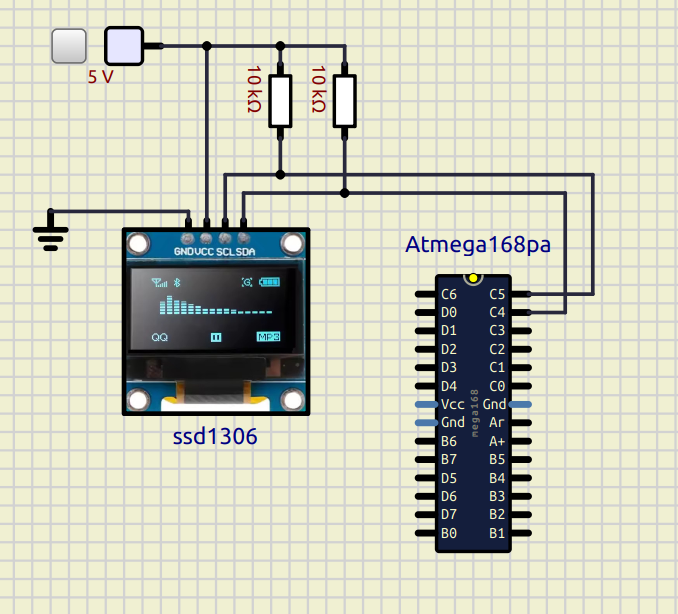 5 V
10 kΩ
10 kΩ
GND VCC SCL SDA
QQ
MP3
ssd1306
Atmega168pa
C6 C5
D0 C4
D1 C3
D2 C2
D3 C1
D4 C0
Vcc Gnd
Gnd Ar
B6 A+
B7 B5
D5 B4
D6 B3
D7 B2
B0 B1
mega168